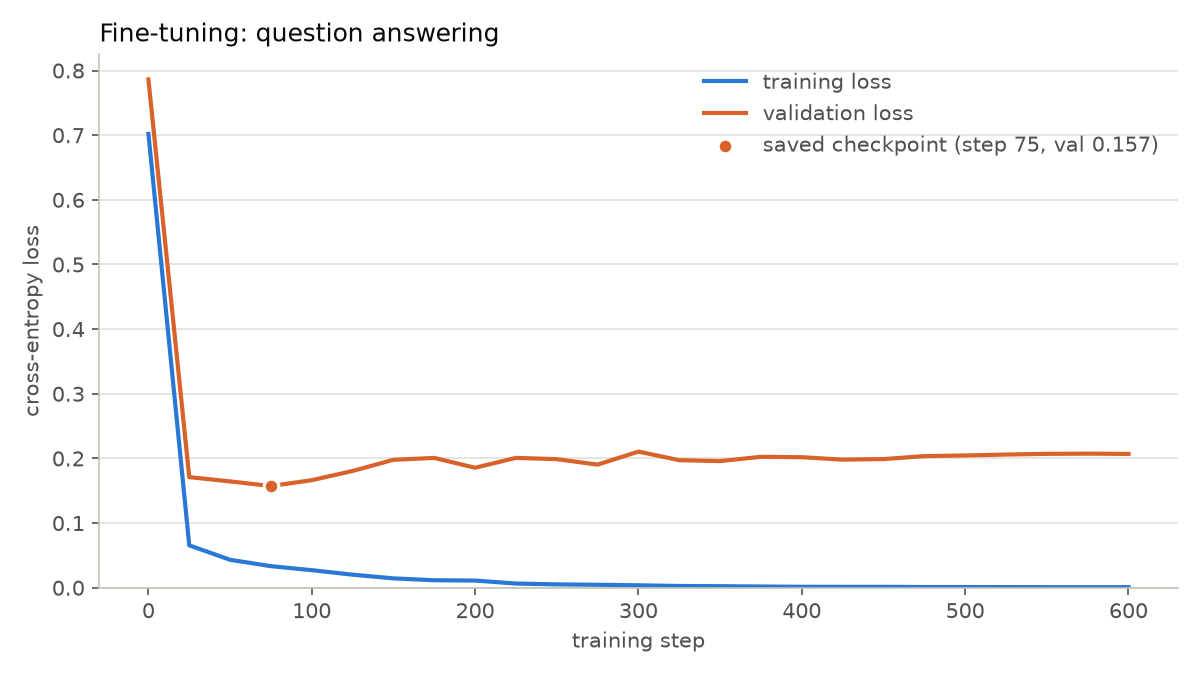 Fine-tuning: question answering
training loss
validation loss
saved checkpoint (step 75, val 0.157)
cross-entropy loss
0.8
0.7
0.6
0.5
0.4
0.3
0.2
0.1
0.0
0 100 200 300 400 500 600
training step